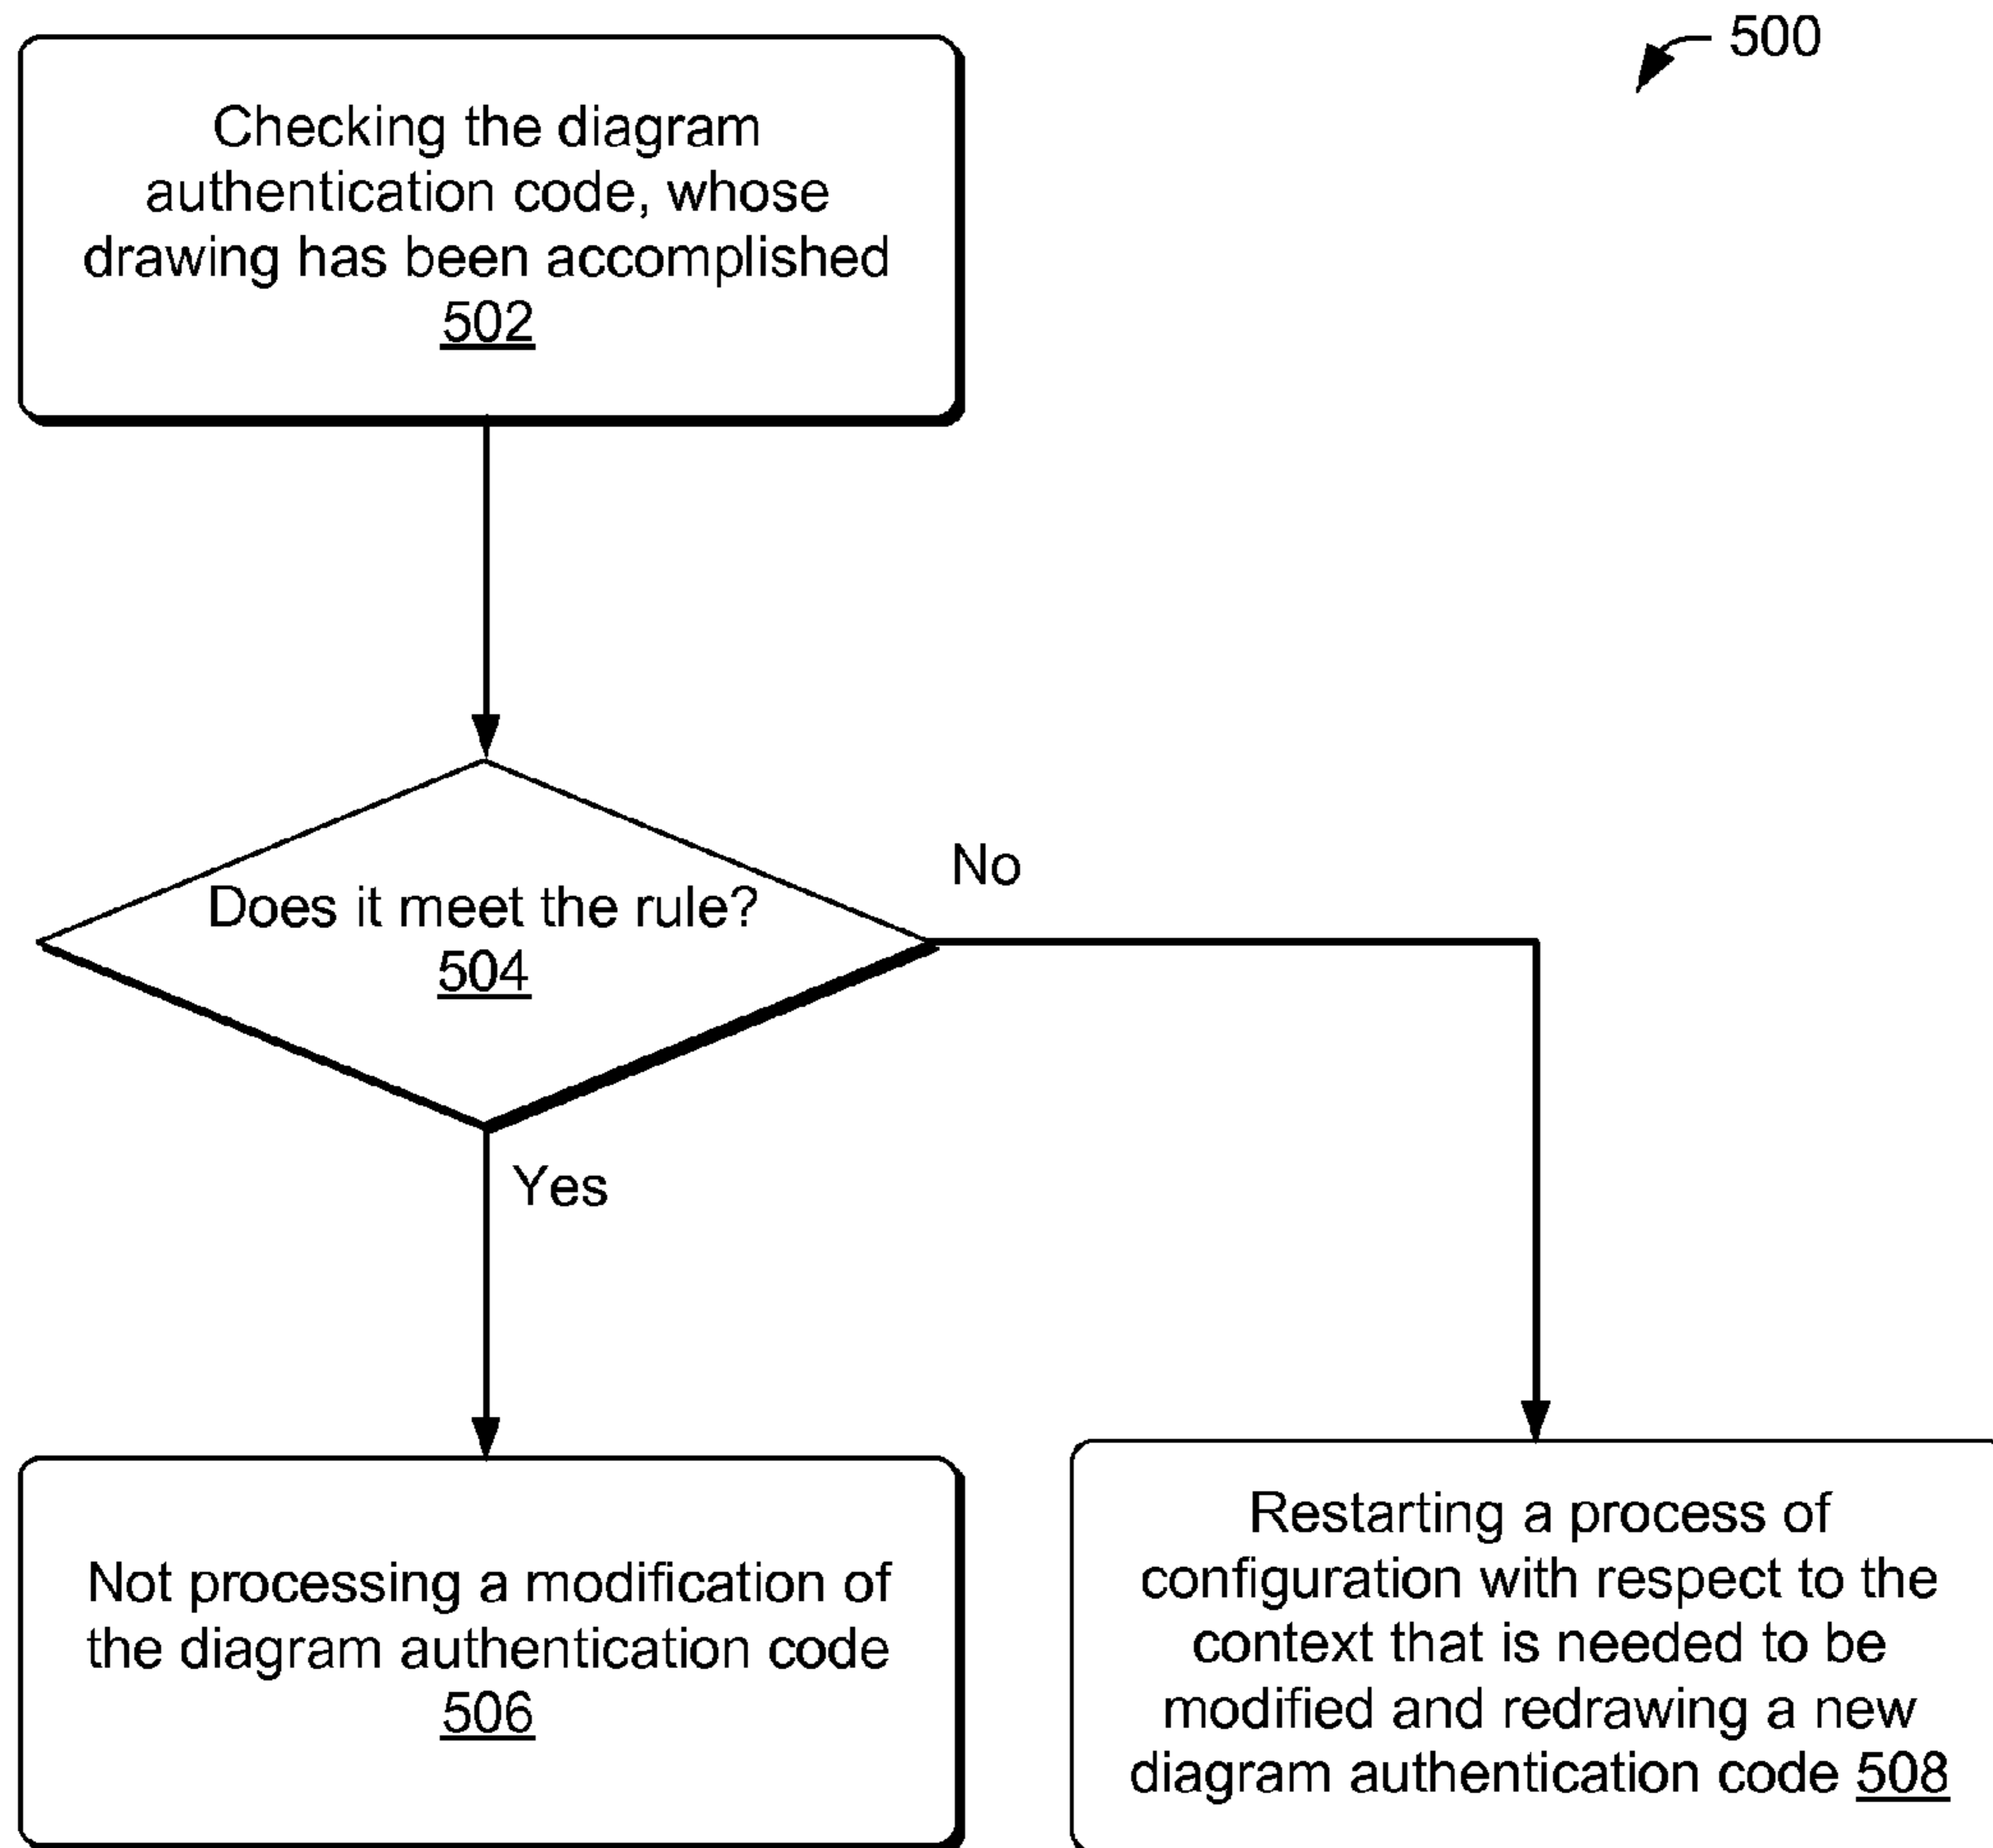 500
Checking the diagram
authentication code, whose
drawing has been accomplished
502
Does it meet the rule?
504
No
Yes
Not processing a modification of
the diagram authentication code
506
Restarting a process of
configuration with respect to the
context that is needed to be
modified and redrawing a new
diagram authentication code 508